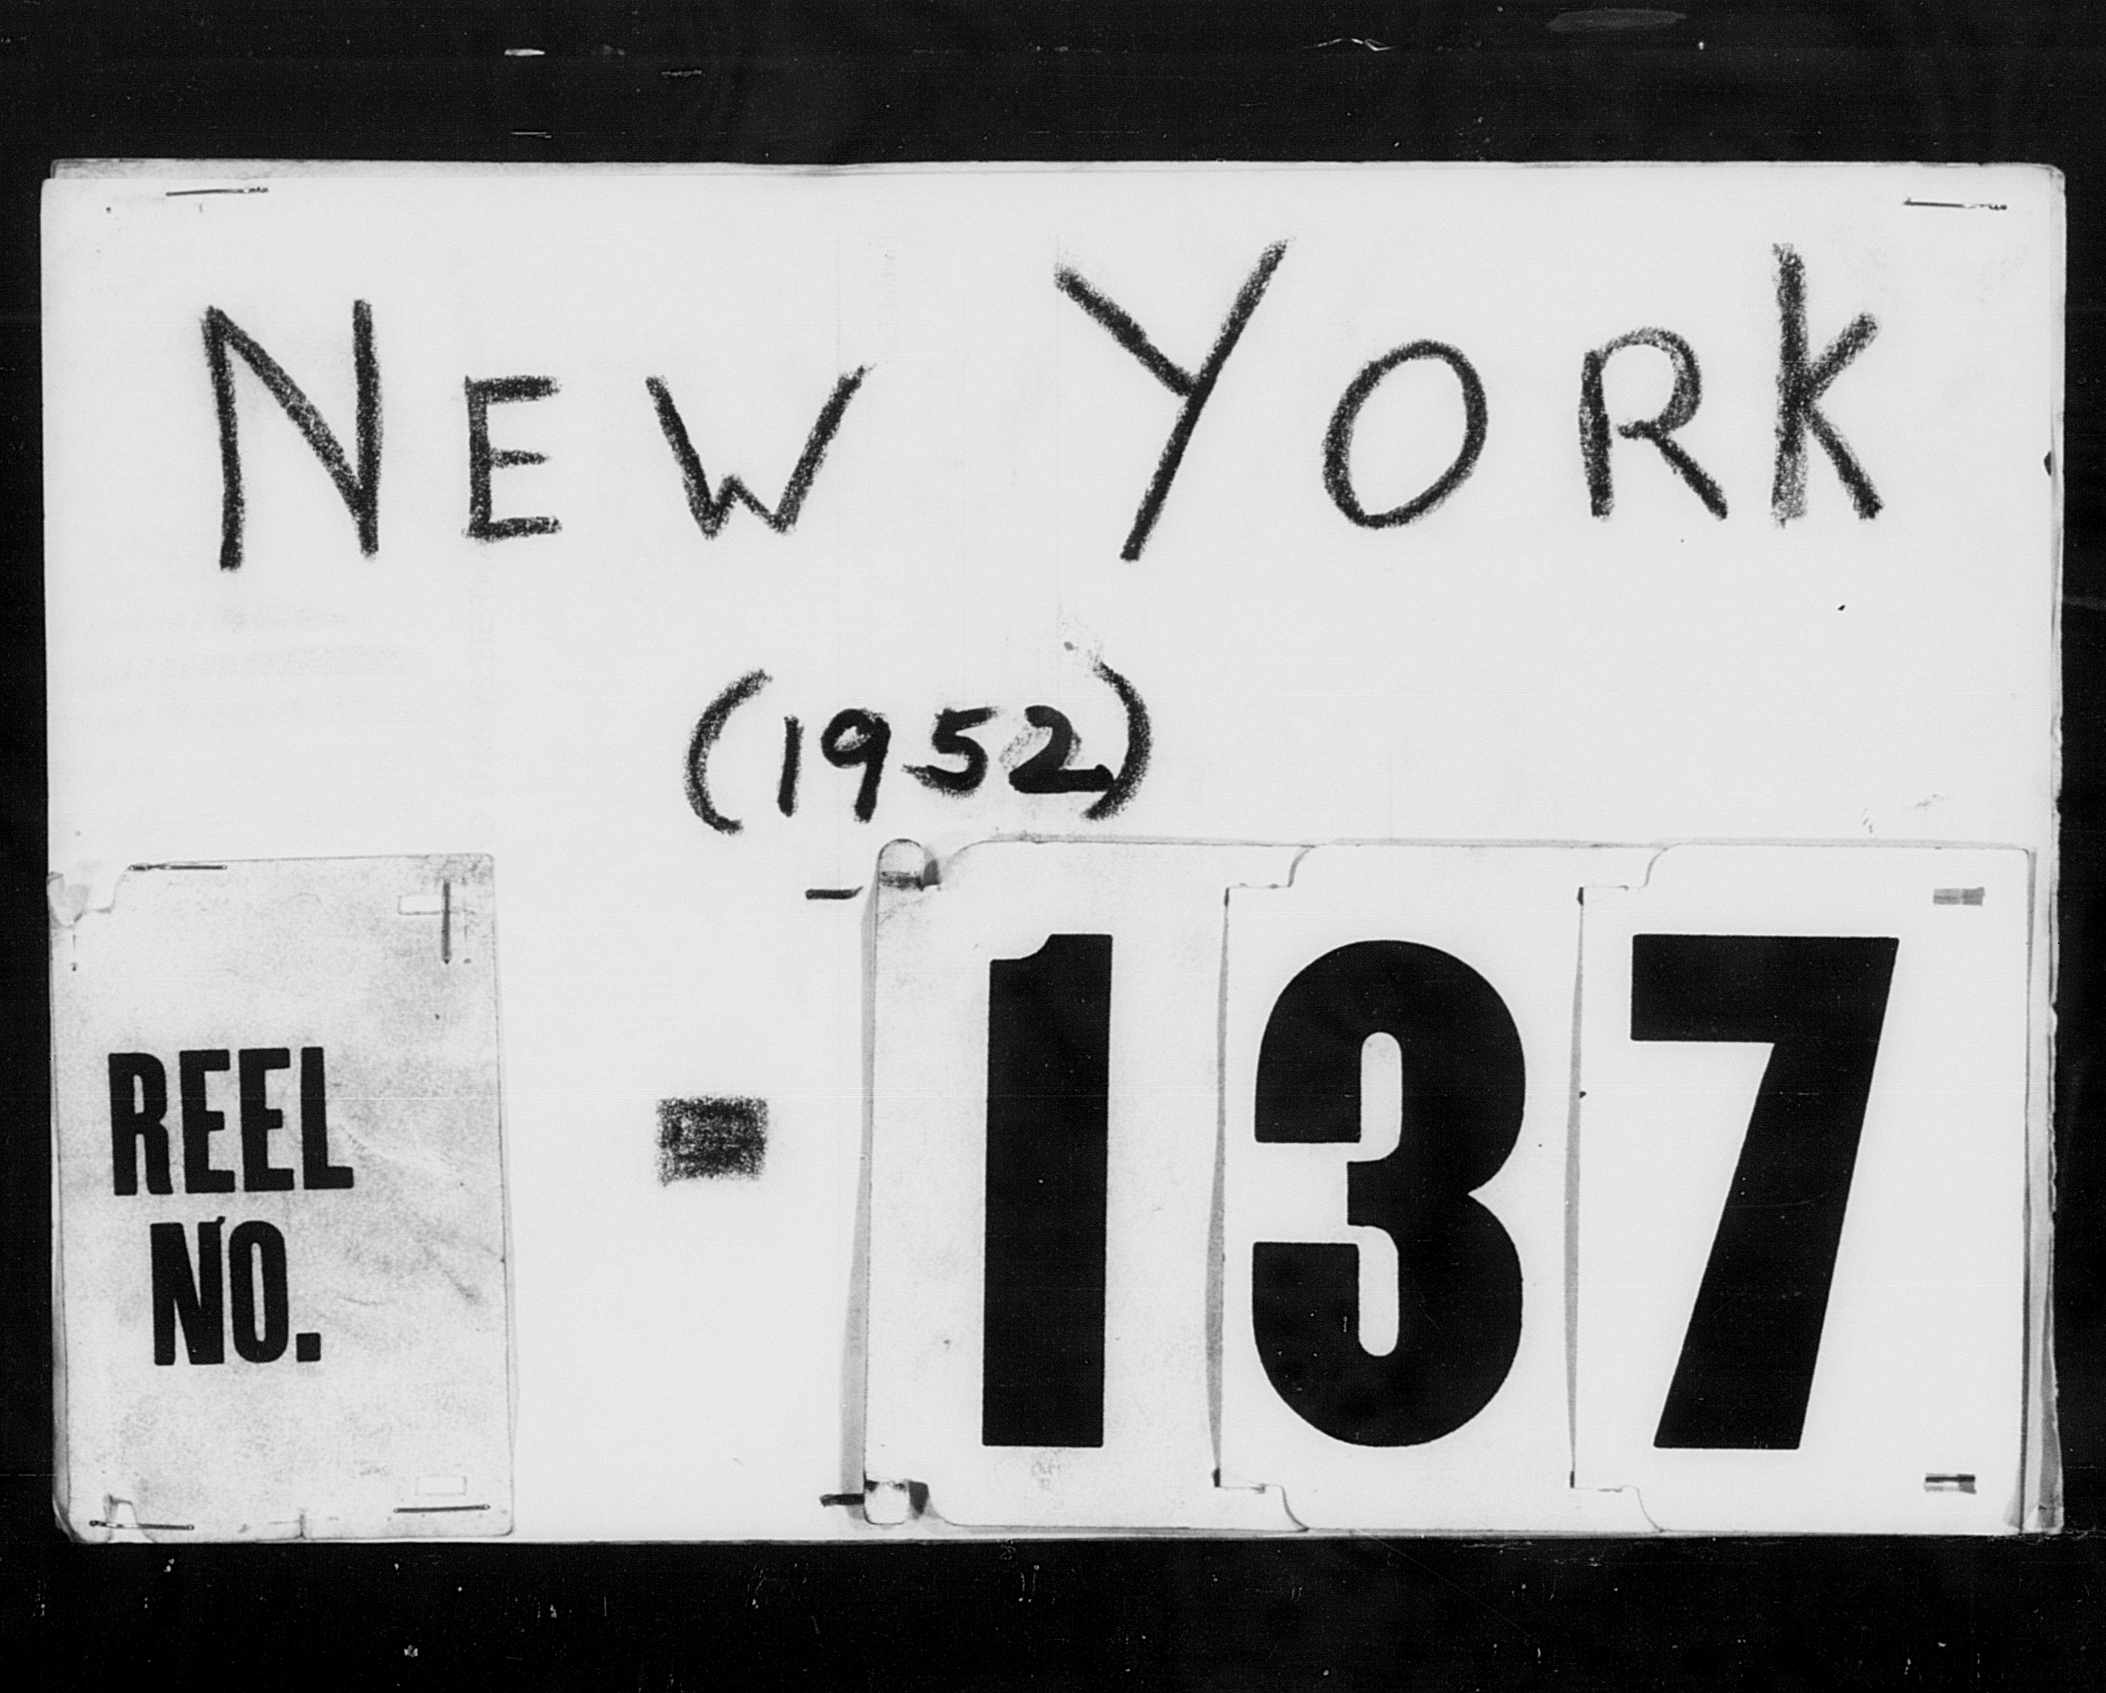 NEW YORK
(1952)
REEL
NO.
- 137